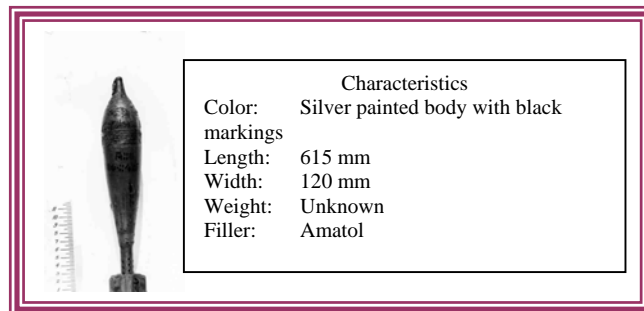 Characteristics
Color: Silver painted body with black
markings
Length: 615 mm
Width: 120 mm
Weight: Unknown
Filler: Amatol